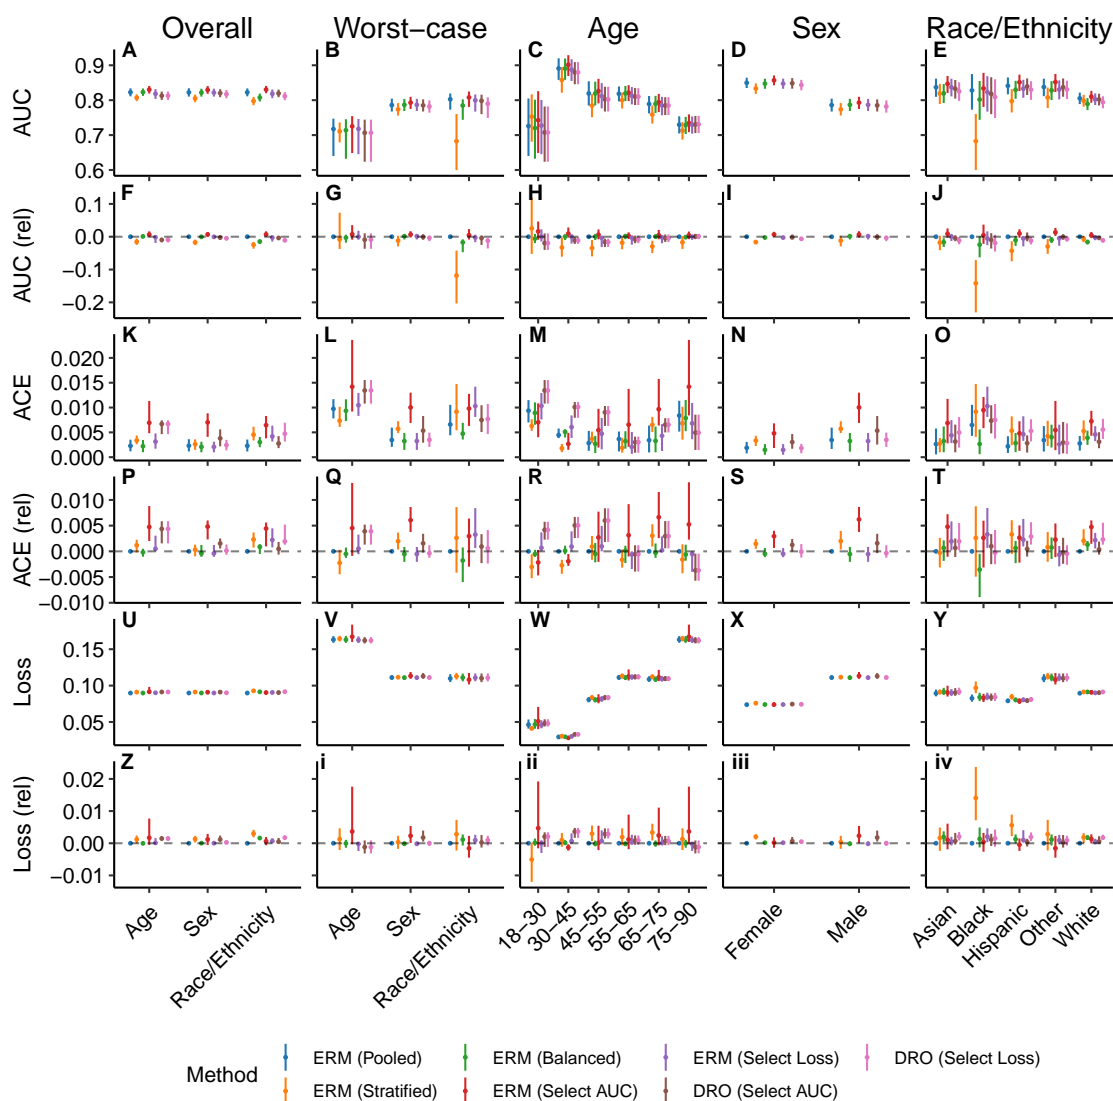 Overall Worst−case Age Sex Race/Ethnicity
A B C D E
AUC
0.9
0.8
0.7
0.6
F G H I J
AUC (rel)
0.1
0.0
−0.1
−0.2
K L M N O
ACE
0.020
0.015
0.010
0.005
0.000
P Q R S T
ACE (rel)
0.010
0.005
0.000
−0.005
−0.010
U V W X Y
Loss
0.15
0.10
0.05
Z i ii iii iv
Loss (rel)
0.02
0.01
0.00
−0.01
Age Sex Race/Ethnicity Age Sex Race/Ethnicity 18−30 30−45 45−55 55−65 65−75 75−90 Female Male Asian Black Hispanic Other White
Method
ERM (Pooled) ERM (Balanced) ERM (Select Loss) DRO (Select Loss)
ERM (Stratified) ERM (Select AUC) DRO (Select AUC)